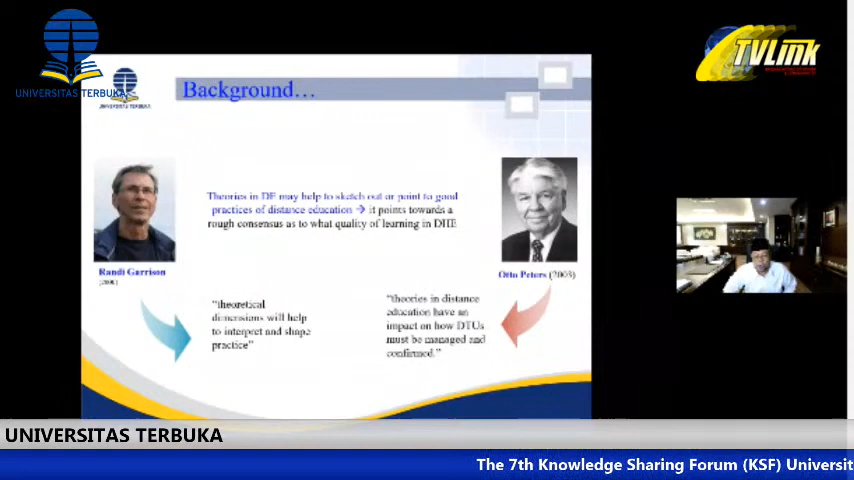 UNIVERSITAS TERBUKA
TVLink
Background…
Theories in DE may help to sketch out or point to good
practices of distance education → it points towards a
rough consensus as to what quality of learning in DHE
Randi Garrison
Otto Peters (2003)
"theoretical
dimensions will help
to interpret and shape
practice"
"theories in distance
education have an
impact on how DTUs
must be managed and
confirmed."
UNIVERSITAS TERBUKA
The 7th Knowledge Sharing Forum (KSF) Universit